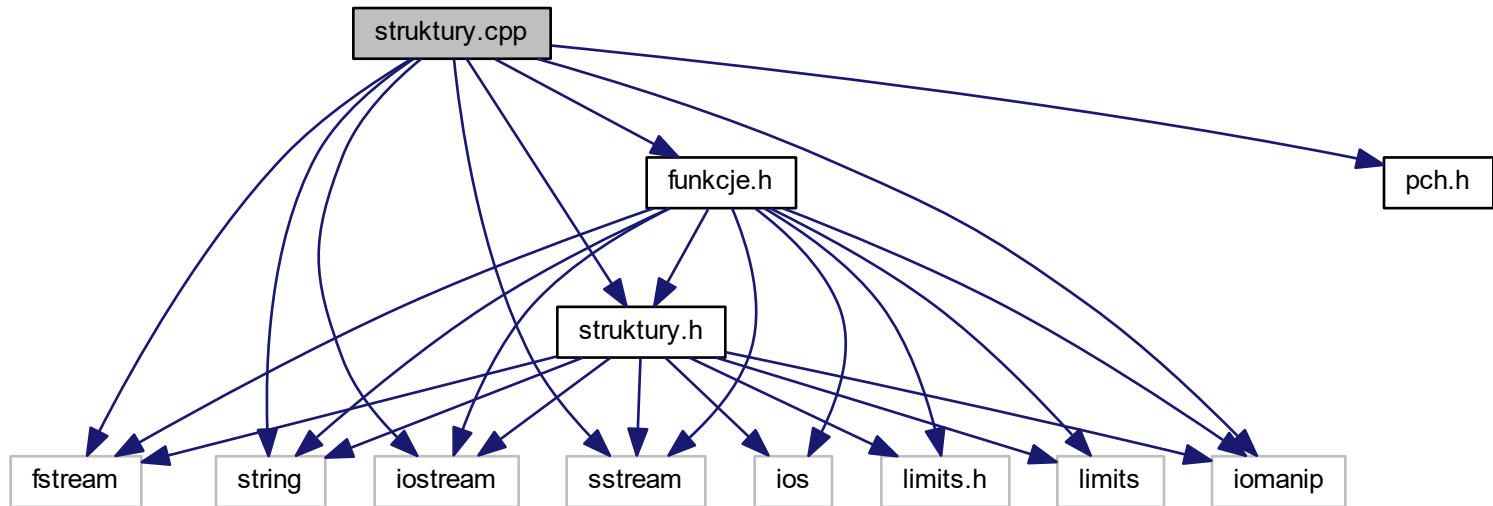 struktury.cpp
funkcje.h
pch.h
struktury.h
fstream
string
iostream
sstream
ios
limits.h
limits
iomanip